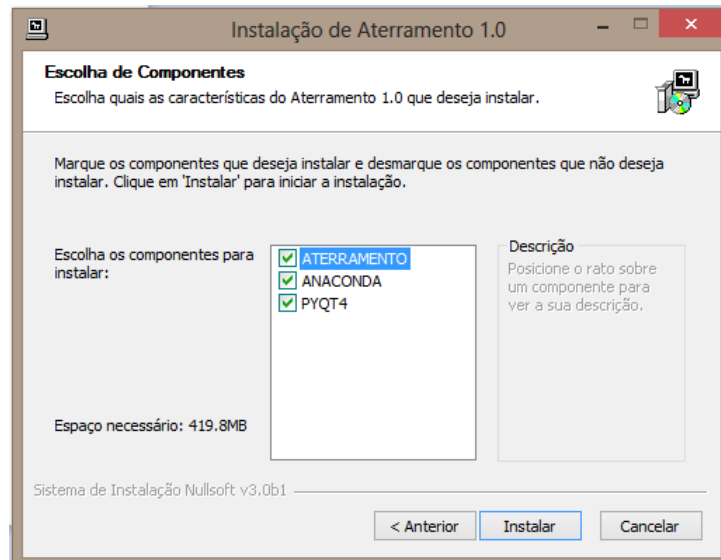 Instalação de Aterramento 1.0
Escolha de Componentes
Escolha quais as características do Aterramento 1.0 que deseja instalar.
Marque os componentes que deseja instalar e desmarque os componentes que não deseja
instalar. Clique em 'Instalar' para iniciar a instalação.
Escolha os componentes para
instalar:
ATERRAMENTO
ANACONDA
PYQT4
Descrição
Posicione o rato sobre
um componente para
ver a sua descrição.
Espaço necessário: 419.8MB
Sistema de Instalação Nullsoft v3.0b1
< Anterior
Instalar
Cancelar